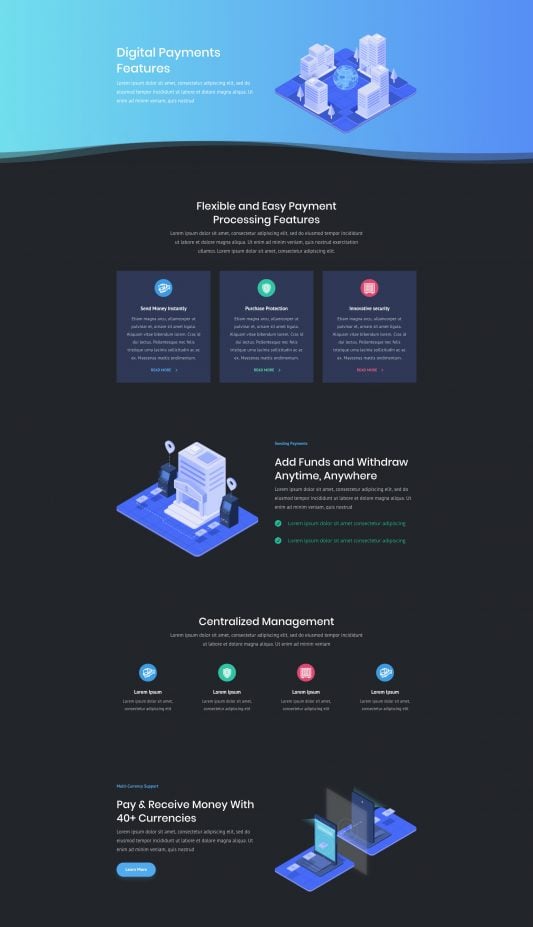 Digital Payments
Features
Lorem ipsum dolor sit amet, consectetur adipiscing elit, sed do
eiusmod tempor incididunt ut labore et dolore magna aliqua. Ut
enim ad minim veniam, quis nostrud
Flexible and Easy Payment
Processing Features
Lorem ipsum dolor sit amet, consectetur adipiscing elit, sed do eiusmod tempor incididunt
ut labore et dolore magna aliqua. Ut enim ad minim veniam, quis nostrud exercitation
ullamco. Lorem ipsum dolor sit amet, consectetur adipiscing elit.
Send Money Instantly
Etiam magna arcu, ullamcorper ut
pulvinar et, ornare sit amet ligula.
Aliquam vitae bibendum lorem. Cras id
dui lectus. Pellentesque nec felis
tristique urna lacinia sollicitudin ac ac
ex. Maecenas mattis
READ MORE
Purchase Protection
Etiam magna arcu, ullamcorper ut
pulvinar et, ornare sit amet ligula.
Aliquam vitae bibendum lorem. Cras id
dui lectus. Pellentesque nec felis
tristique urna lacinia sollicitudin ac ac
ex. Maecenas mattis
READ MORE
Innovative security
Etiam magna arcu, ullamcorper ut
pulvinar et, ornare sit amet ligula.
Aliquam vitae bibendum lorem. Cras id
dui lectus. Pellentesque nec felis
tristique urna lacinia sollicitudin ac ac
ex. Maecenas mattis
READ MORE
Sending Payments
Add Funds and Withdraw
Anytime, Anywhere
Lorem ipsum dolor sit amet, consectetur adipiscing elit, sed do
eiusmod tempor incididunt ut labore et dolore magna aliqua. Ut
enim ad minim veniam, quis nostrud
Lorem ipsum dolor sit amet consectetur adipiscing
Lorem ipsum dolor sit amet consectetur adipiscing
Centralized Management
Lorem ipsum dolor sit amet, consectetur adipiscing elit, sed do eiusmod tempor incididunt
ut labore et dolore magna aliqua. Ut enim ad minim veniam
Lorem Ipsum
Lorem ipsum dolor sit amet,
consectetur adipiscing elit
Lorem Ipsum
Lorem ipsum dolor sit amet,
consectetur adipiscing elit
Lorem Ipsum
Lorem ipsum dolor sit amet,
consectetur adipiscing elit
Lorem Ipsum
Lorem ipsum dolor sit amet,
consectetur adipiscing elit
Multi-Currency Support
Pay & Receive Money With
40+ Currencies
Lorem ipsum dolor sit amet, consectetur adipiscing elit, sed do
eiusmod tempor incididunt ut labore et dolore magna aliqua. Ut
enim ad minim veniam, quis nostrud
Learn More